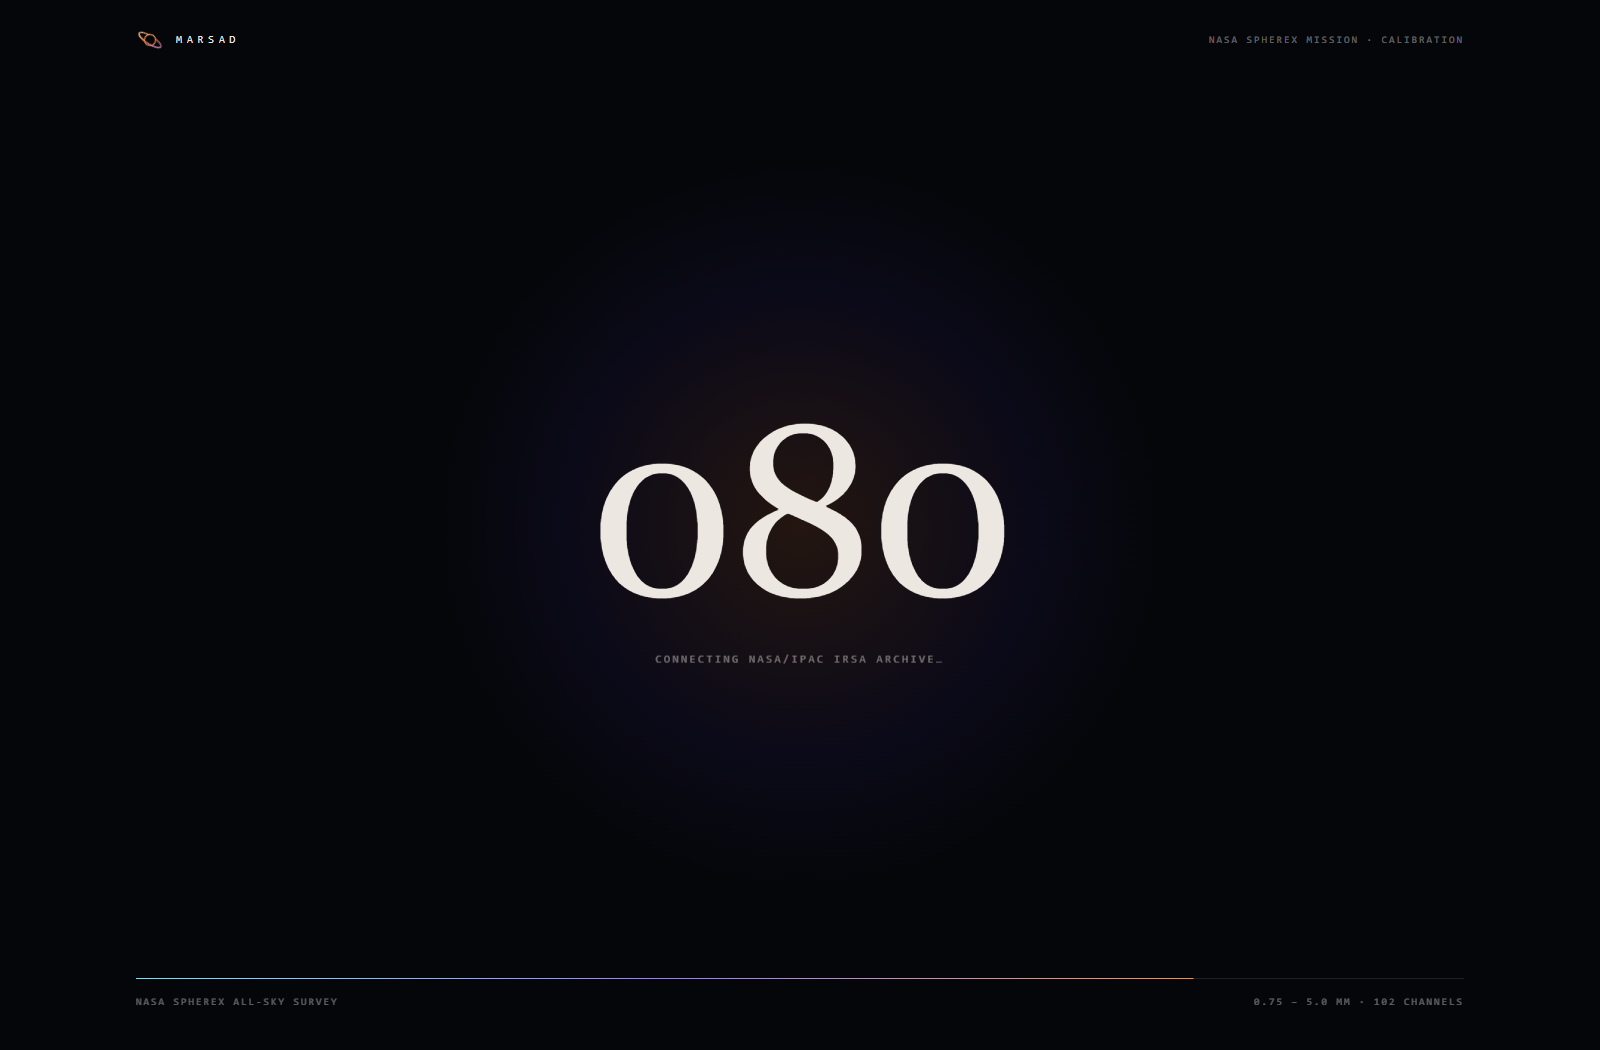 MARSAD
NASA SPHEREX MISSION · CALIBRATION
080
CONNECTING NASA/IPAC IRSA ARCHIVE…
NASA SPHEREX ALL-SKY SURVEY
0.75 – 5.0 MM · 102 CHANNELS